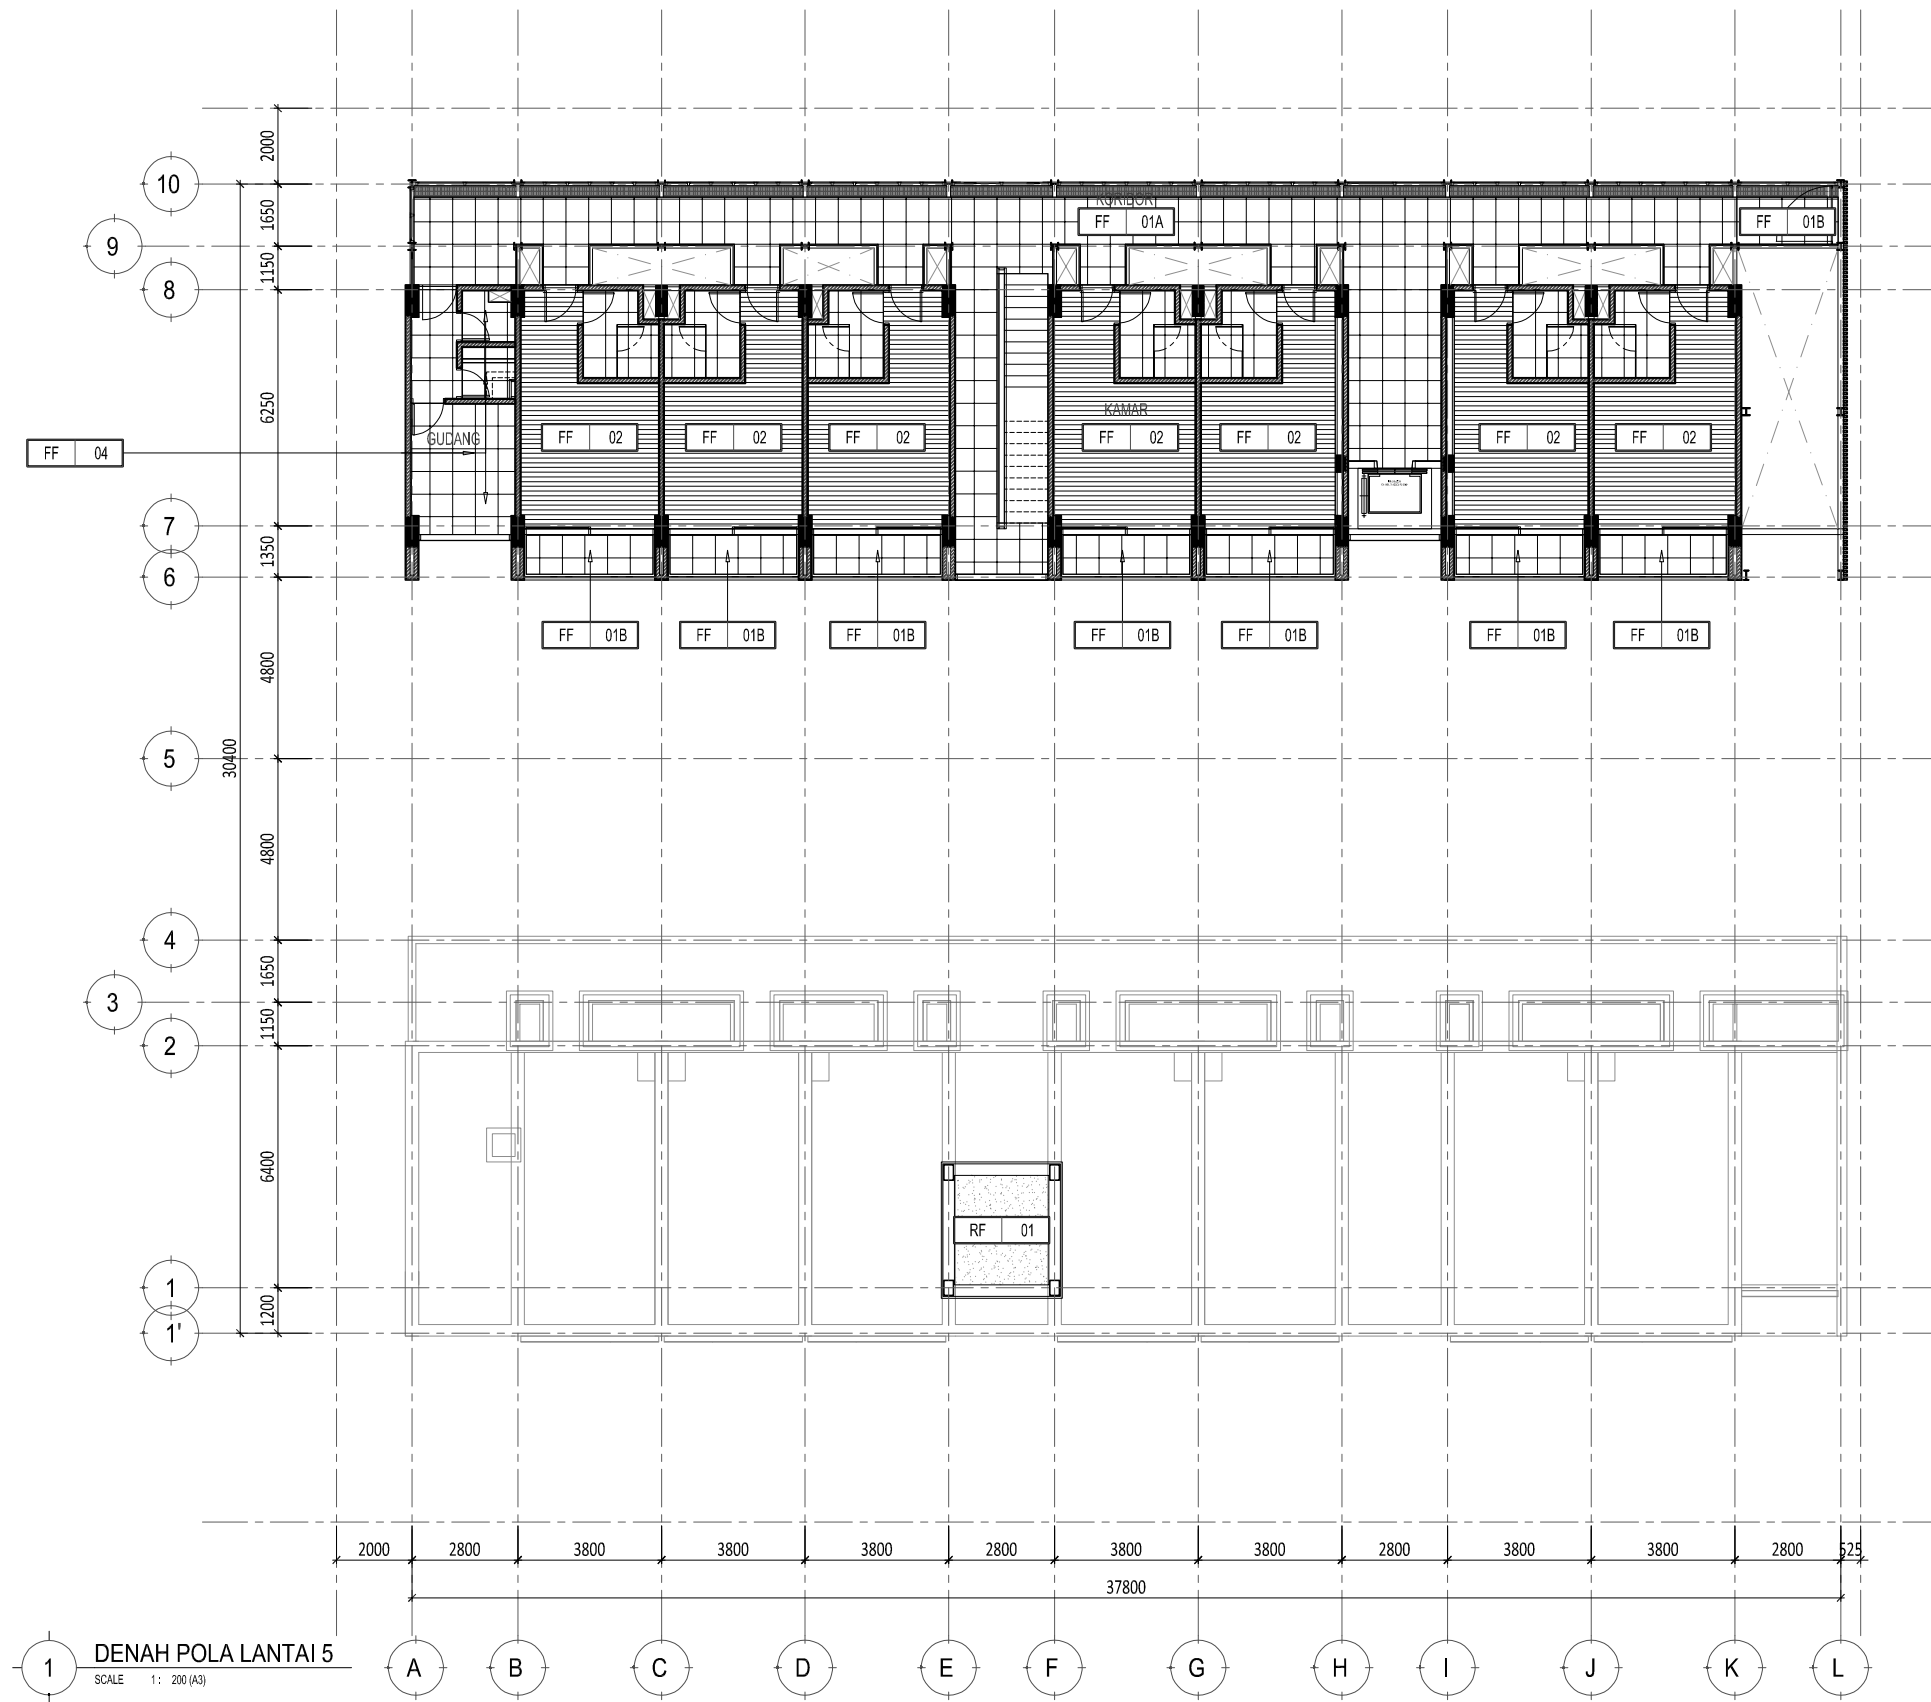 2000
10
1650
KORIDOR
FF 01A
FF 01B
9
1150
8
6250
KAMAR
GUDANG
FF 04
FF 02
FF 02
FF 02
FF 02
FF 02
FF 02
FF 02
7
1350
6
FF 01B
FF 01B
FF 01B
FF 01B
FF 01B
FF 01B
FF 01B
4800
5
30400
4800
4
1650
3
1150
2
6400
RF 01
1
1200
1'
2000 2800 3800 3800 3800 2800 3800 3800 2800 3800 3800 2800 525
37800
1 DENAH POLA LANTAI 5
SCALE 1 : 200 (A3)
A B C D E F G H I J K L